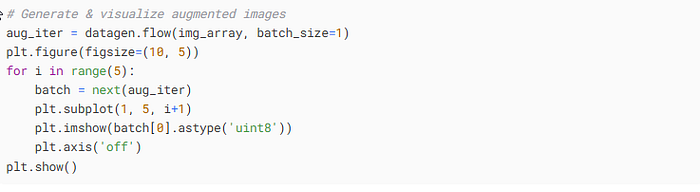 # Generate & visualize augmented images
aug_iter = datagen.flow(img_array, batch_size=1)
plt.figure(figsize=(10, 5))
for i in range(5):
    batch = next(aug_iter)
    plt.subplot(1, 5, i+1)
    plt.imshow(batch[0].astype('uint8'))
    plt.axis('off')
plt.show()